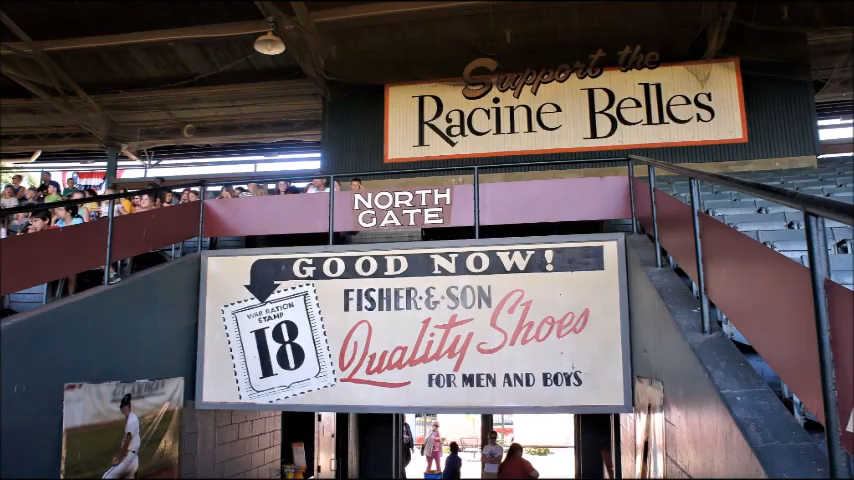 Support the
Racine Belles
NORTH
GATE
GOOD NOW!
WAR RATION
STAMP
18
FISHER & SON
Quality Shoes
FOR MEN AND BOYS